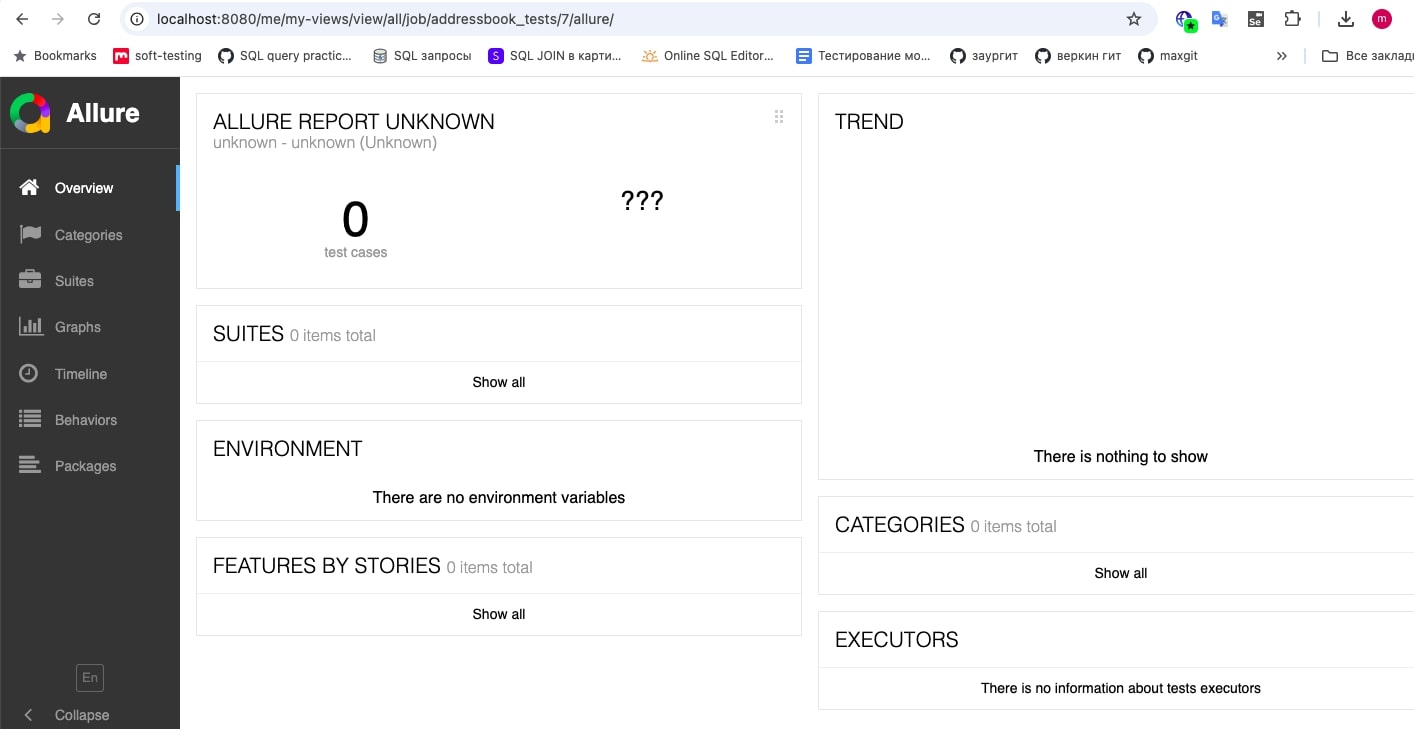 localhost:8080/me/my-views/view/all/job/addressbook_tests/7/allure/
Se
m
Bookmarks
soft-testing
SQL query practic...
SQL запросы
S
SQL JOIN в карти...
Online SQL Editor...
Тестирование мо...
заургит
веркин гит
maxgit
»
Все заклад
Allure
Overview
Categories
Suites
Graphs
Timeline
Behaviors
Packages
En
Collapse
ALLURE REPORT UNKNOWN
unknown - unknown (Unknown)
0
test cases
???
SUITES 0 items total
Show all
ENVIRONMENT
There are no environment variables
FEATURES BY STORIES 0 items total
Show all
TREND
There is nothing to show
CATEGORIES 0 items total
Show all
EXECUTORS
There is no information about tests executors